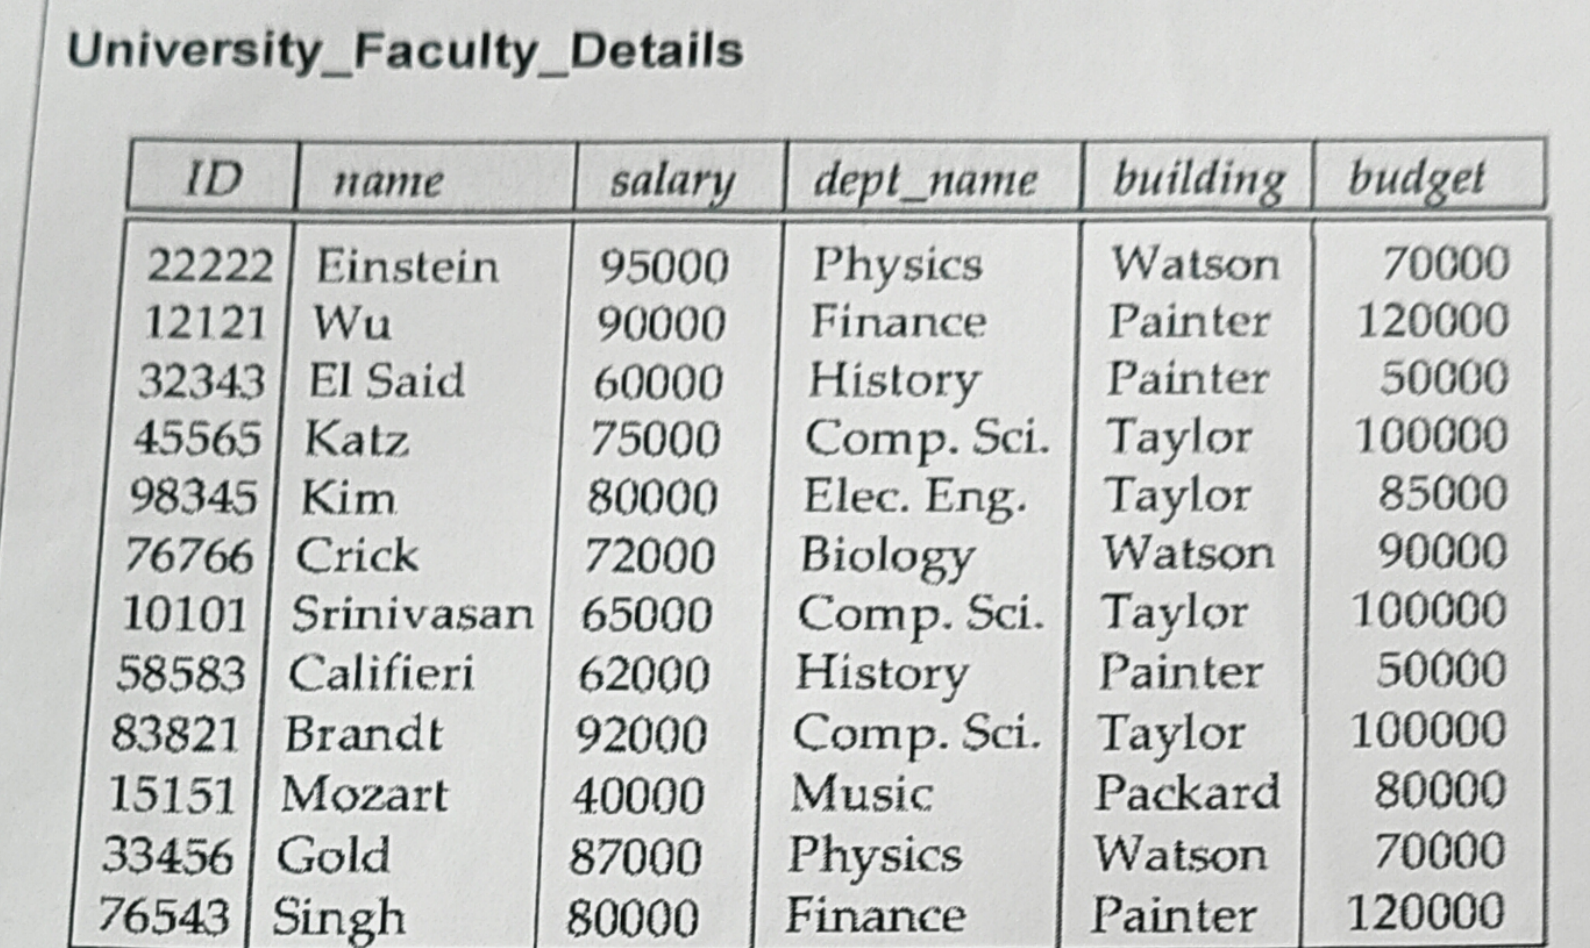 University_Faculty_Details
ID name salary dept_name building budget
22222 Einstein 95000 Physics Watson 70000
12121 Wu 90000 Finance Painter 120000
32343 El Said 60000 History Painter 50000
45565 Katz 75000 Comp. Sci. Taylor 100000
98345 Kim 80000 Elec. Eng. Taylor 85000
76766 Crick 72000 Biology Watson 90000
10101 Srinivasan 65000 Comp. Sci. Taylor 100000
58583 Califieri 62000 History Painter 50000
83821 Brandt 92000 Comp. Sci. Taylor 100000
15151 Mozart 40000 Music Packard 80000
33456 Gold 87000 Physics Watson 70000
76543 Singh 80000 Finance Painter 120000